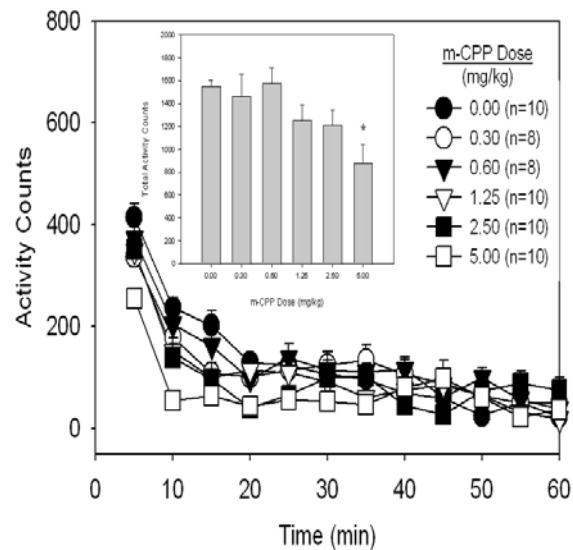 800
600
400
200
0
Activity Counts
0 10 20 30 40 50 60
Time (min)
2000
1800
1600
1400
1200
1000
800
600
400
200
0
Total Activity Counts
*
0.00 0.30 0.60 1.25 2.50 5.00
m-CPP Dose (mg/kg)
m-CPP Dose
(mg/kg)
0.00 (n=10)
0.30 (n=8)
0.60 (n=8)
1.25 (n=10)
2.50 (n=10)
5.00 (n=10)